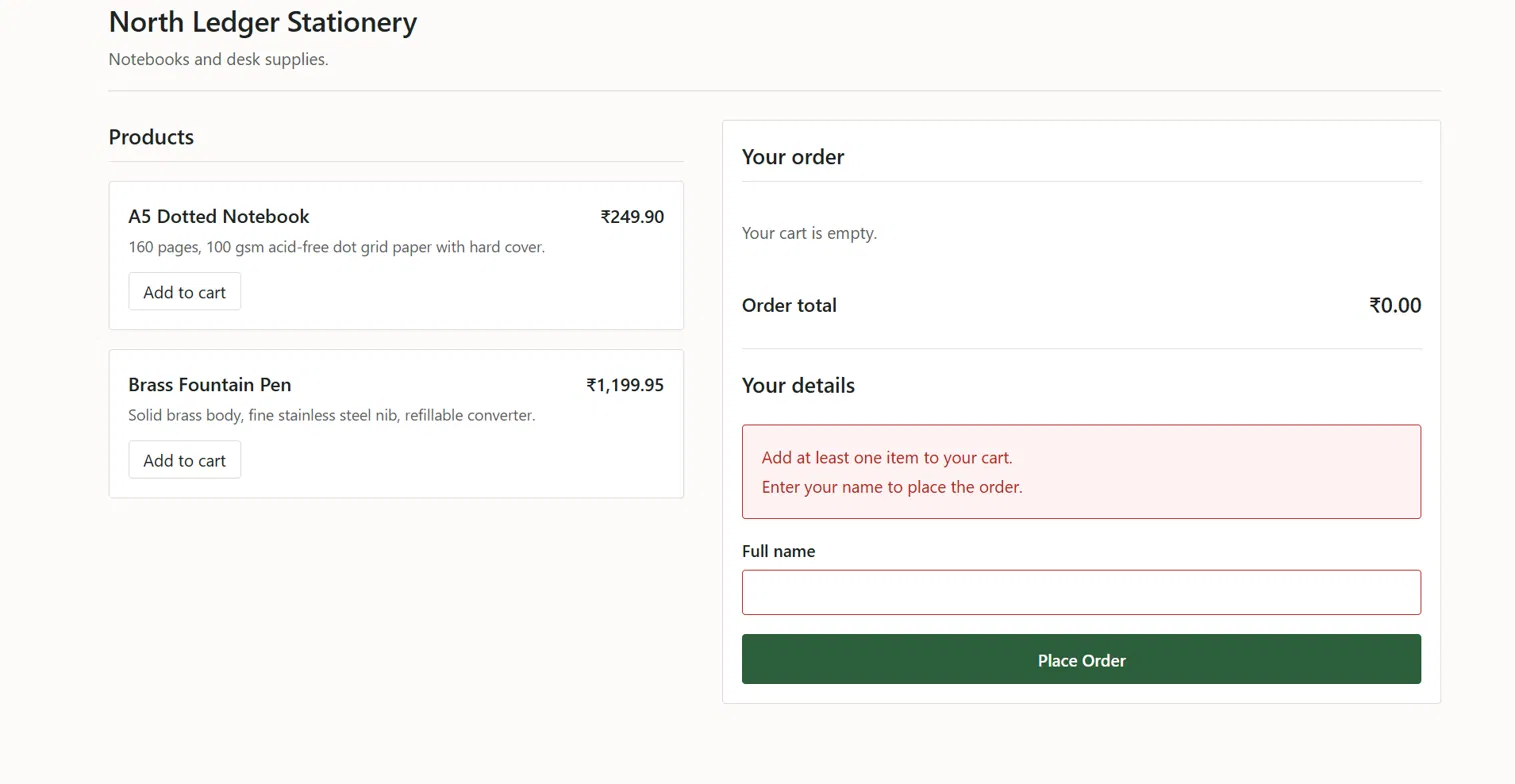 North Ledger Stationery
Notebooks and desk supplies.
Products
A5 Dotted Notebook ₹249.90
160 pages, 100 gsm acid-free dot grid paper with hard cover.
Add to cart
Brass Fountain Pen ₹1,199.95
Solid brass body, fine stainless steel nib, refillable converter.
Add to cart
Your order
Your cart is empty.
Order total ₹0.00
Your details
Add at least one item to your cart.
Enter your name to place the order.
Full name
Place Order